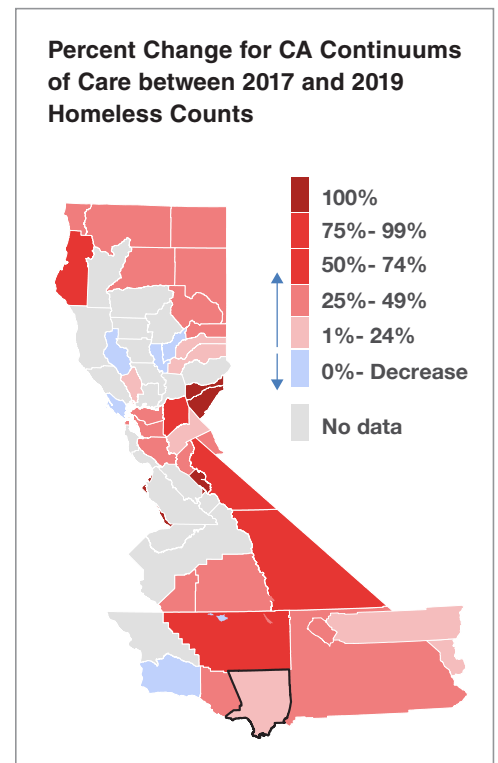 Percent Change for CA Continuums
of Care between 2017 and 2019
Homeless Counts
100%
75%- 99%
50%- 74%
25%- 49%
1%- 24%
0%- Decrease
No data